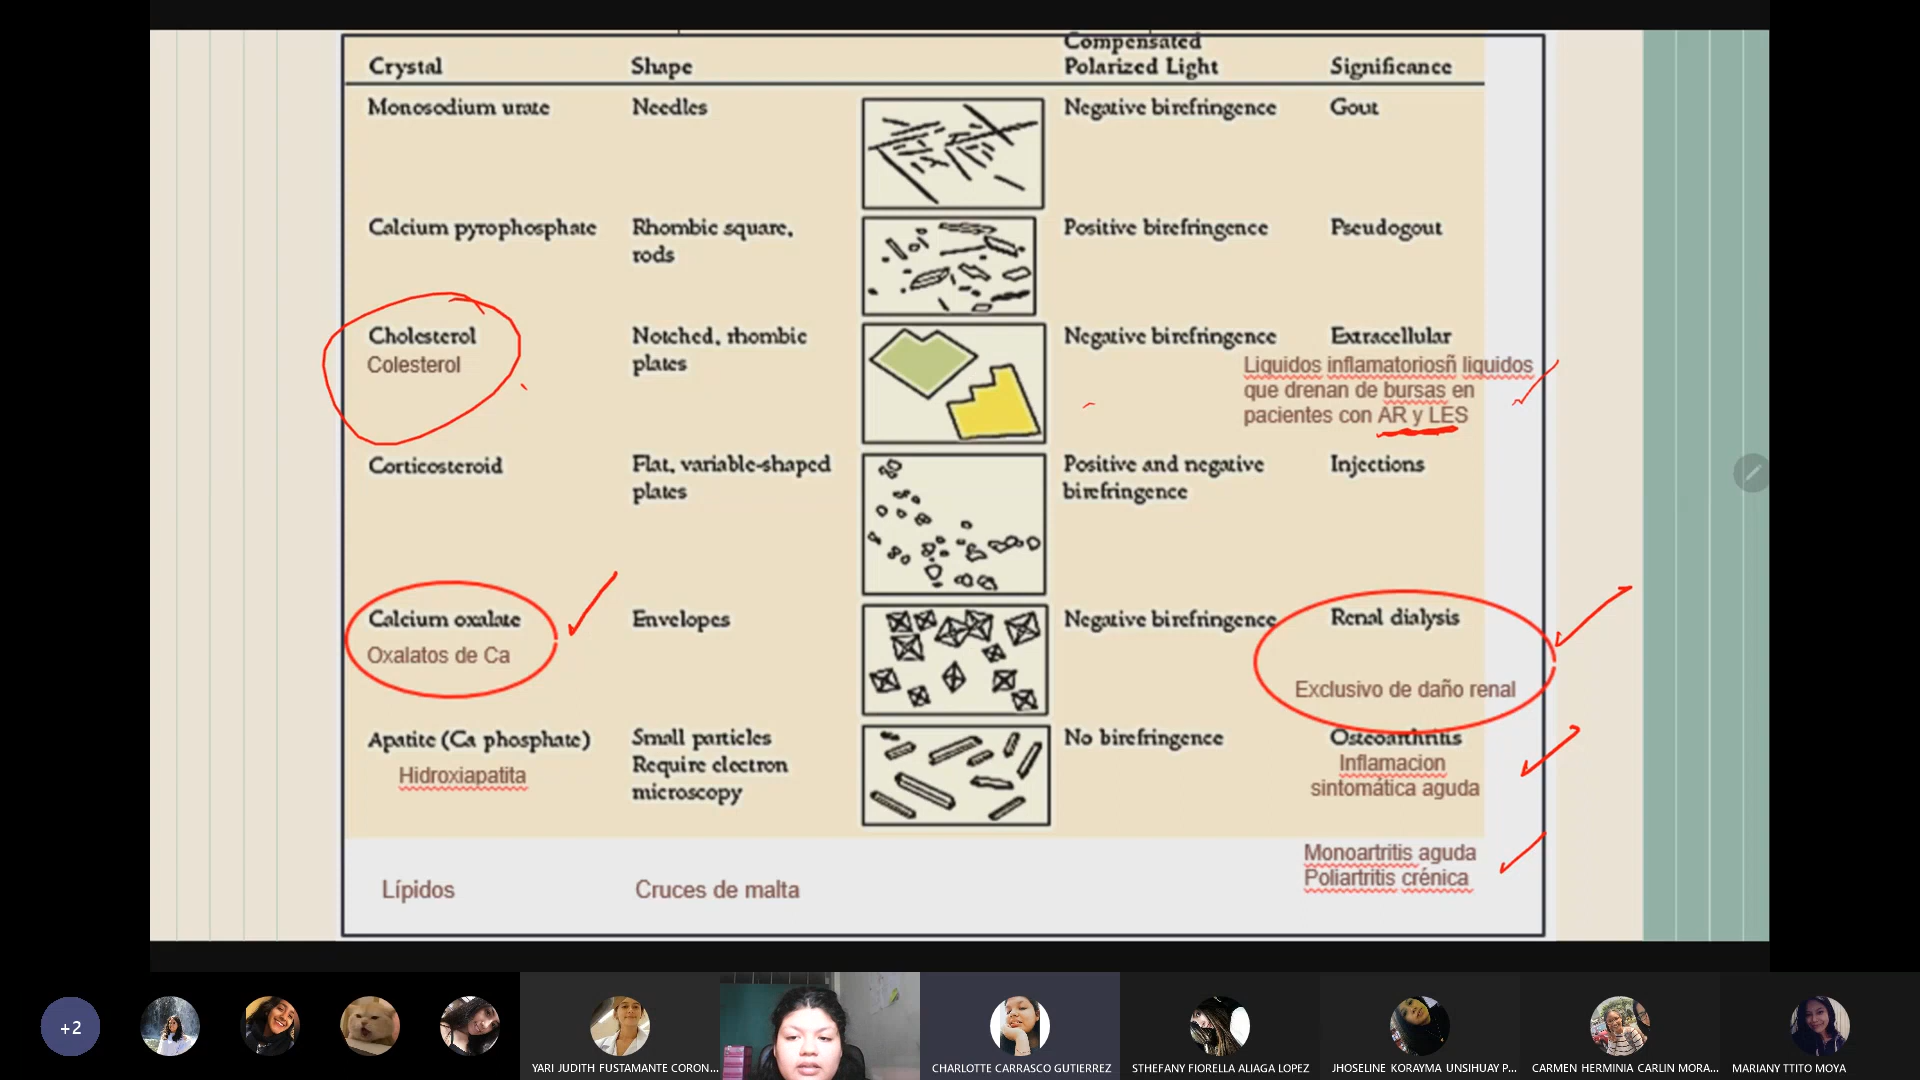 Compensated
Crystal Shape Polarized Light Significance
Monosodium urate Needles Negative birefringence Gout
Calcium pyrophosphate Rhombic square, Positive birefringence Pseudogout
rods
Cholesterol Notched, rhombic Negative birefringence Extracellular
Colesterol plates Liquidos inflamatoriosñ liquidos
que drenan de bursas en
pacientes con AR y LES
Corticosteroid Flat, variable-shaped Positive and negative Injections
plates birefringence
Calcium oxalate Envelopes Negative birefringence Renal dialysis
Oxalatos de Ca
Exclusivo de daño renal
Apatite (Ca phosphate) Small particles No birefringence Osteoarthritis
Hidroxiapatita Require electron Inflamacion
microscopy sintomática aguda
Monoartritis aguda
Poliartritis crénica
Lípidos Cruces de malta
+2
YARI JUDITH FUSTAMANTE CORON... CHARLOTTE CARRASCO GUTIERREZ STHEFANY FIORELLA ALIAGA LOPEZ JHOSELINE KORAYMA UNSIHUAY P... CARMEN HERMINIA CARLIN MORA... MARIANY TTITO MOYA